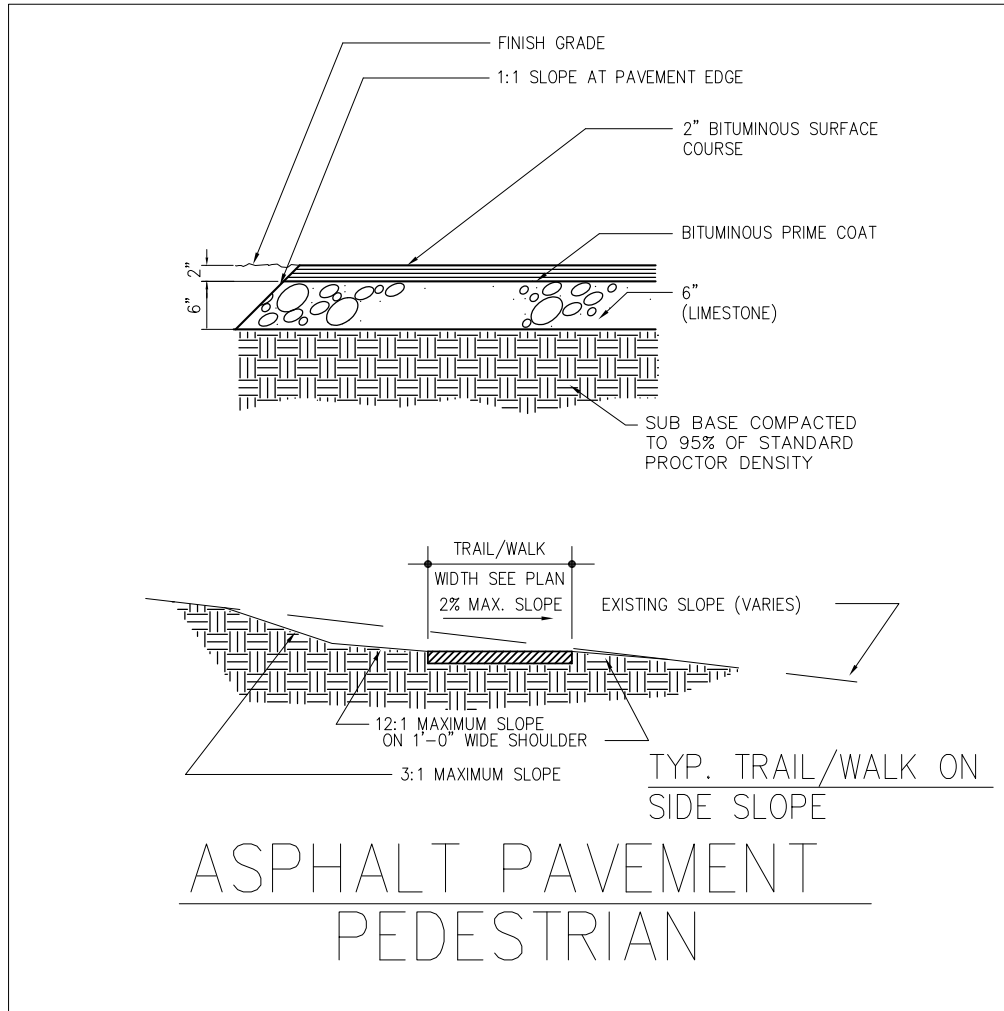 FINISH GRADE
1:1 SLOPE AT PAVEMENT EDGE
2" BITUMINOUS SURFACE
COURSE
BITUMINOUS PRIME COAT
2"
6"
6"
(LIMESTONE)
SUB BASE COMPACTED
TO 95% OF STANDARD
PROCTOR DENSITY
TRAIL/WALK
WIDTH SEE PLAN
2% MAX. SLOPE
EXISTING SLOPE (VARIES)
12:1 MAXIMUM SLOPE
ON 1'-0" WIDE SHOULDER
3:1 MAXIMUM SLOPE
TYP. TRAIL/WALK ON
SIDE SLOPE
ASPHALT PAVEMENT
PEDESTRIAN